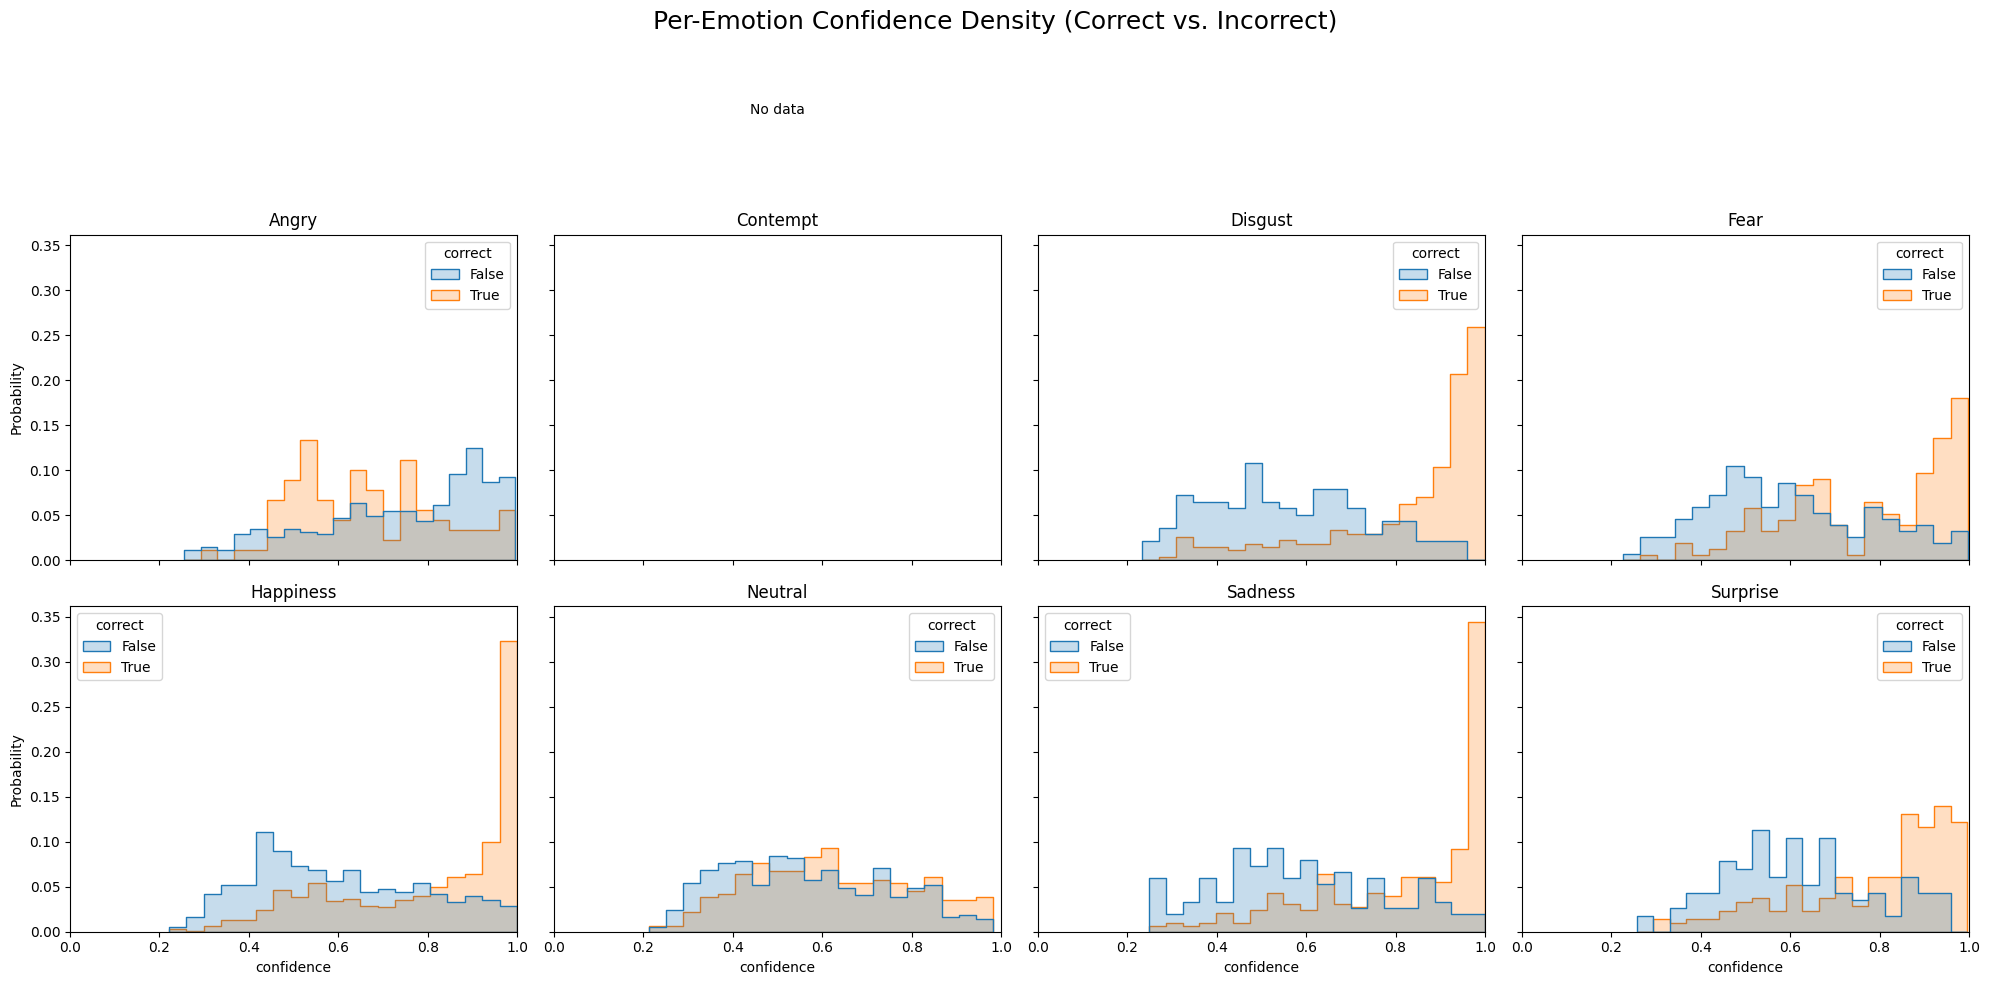 Per-Emotion Confidence Density (Correct vs. Incorrect)
No data
Angry
Contempt
Disgust
Fear
0.35
0.30
0.25
0.20
0.15
0.10
0.05
0.00
Probability
correct
False
True
correct
False
True
correct
False
True
Happiness
Neutral
Sadness
Surprise
0.35
0.30
0.25
0.20
0.15
0.10
0.05
0.00
Probability
correct
False
True
correct
False
True
correct
False
True
correct
False
True
0.0 0.2 0.4 0.6 0.8 1.0
confidence
0.0 0.2 0.4 0.6 0.8 1.0
confidence
0.0 0.2 0.4 0.6 0.8 1.0
confidence
0.0 0.2 0.4 0.6 0.8 1.0
confidence